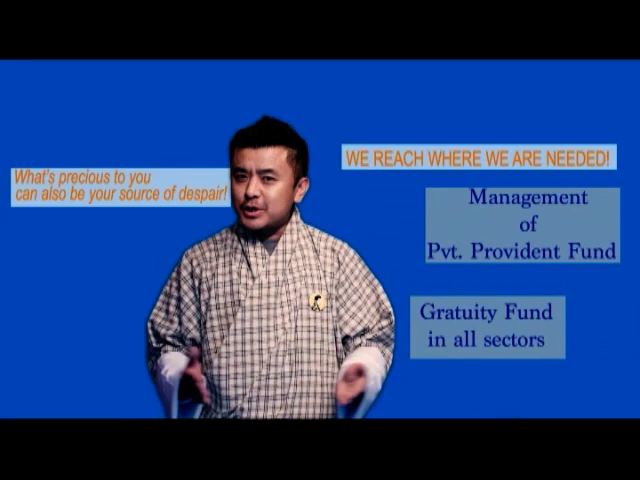 What's precious to you
can also be your source of despair!
WE REACH WHERE WE ARE NEEDED!
Management
of
Pvt. Provident Fund
Gratuity Fund
in all sectors